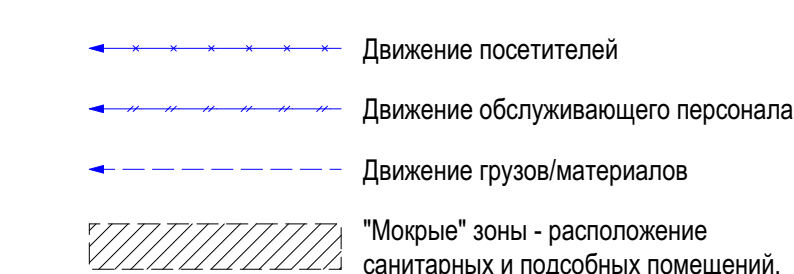 Движение посетителей
Движение обслуживающего персонала
Движение грузов/материалов
"Мокрые" зоны - расположение
санитарных и подсобных помещений.